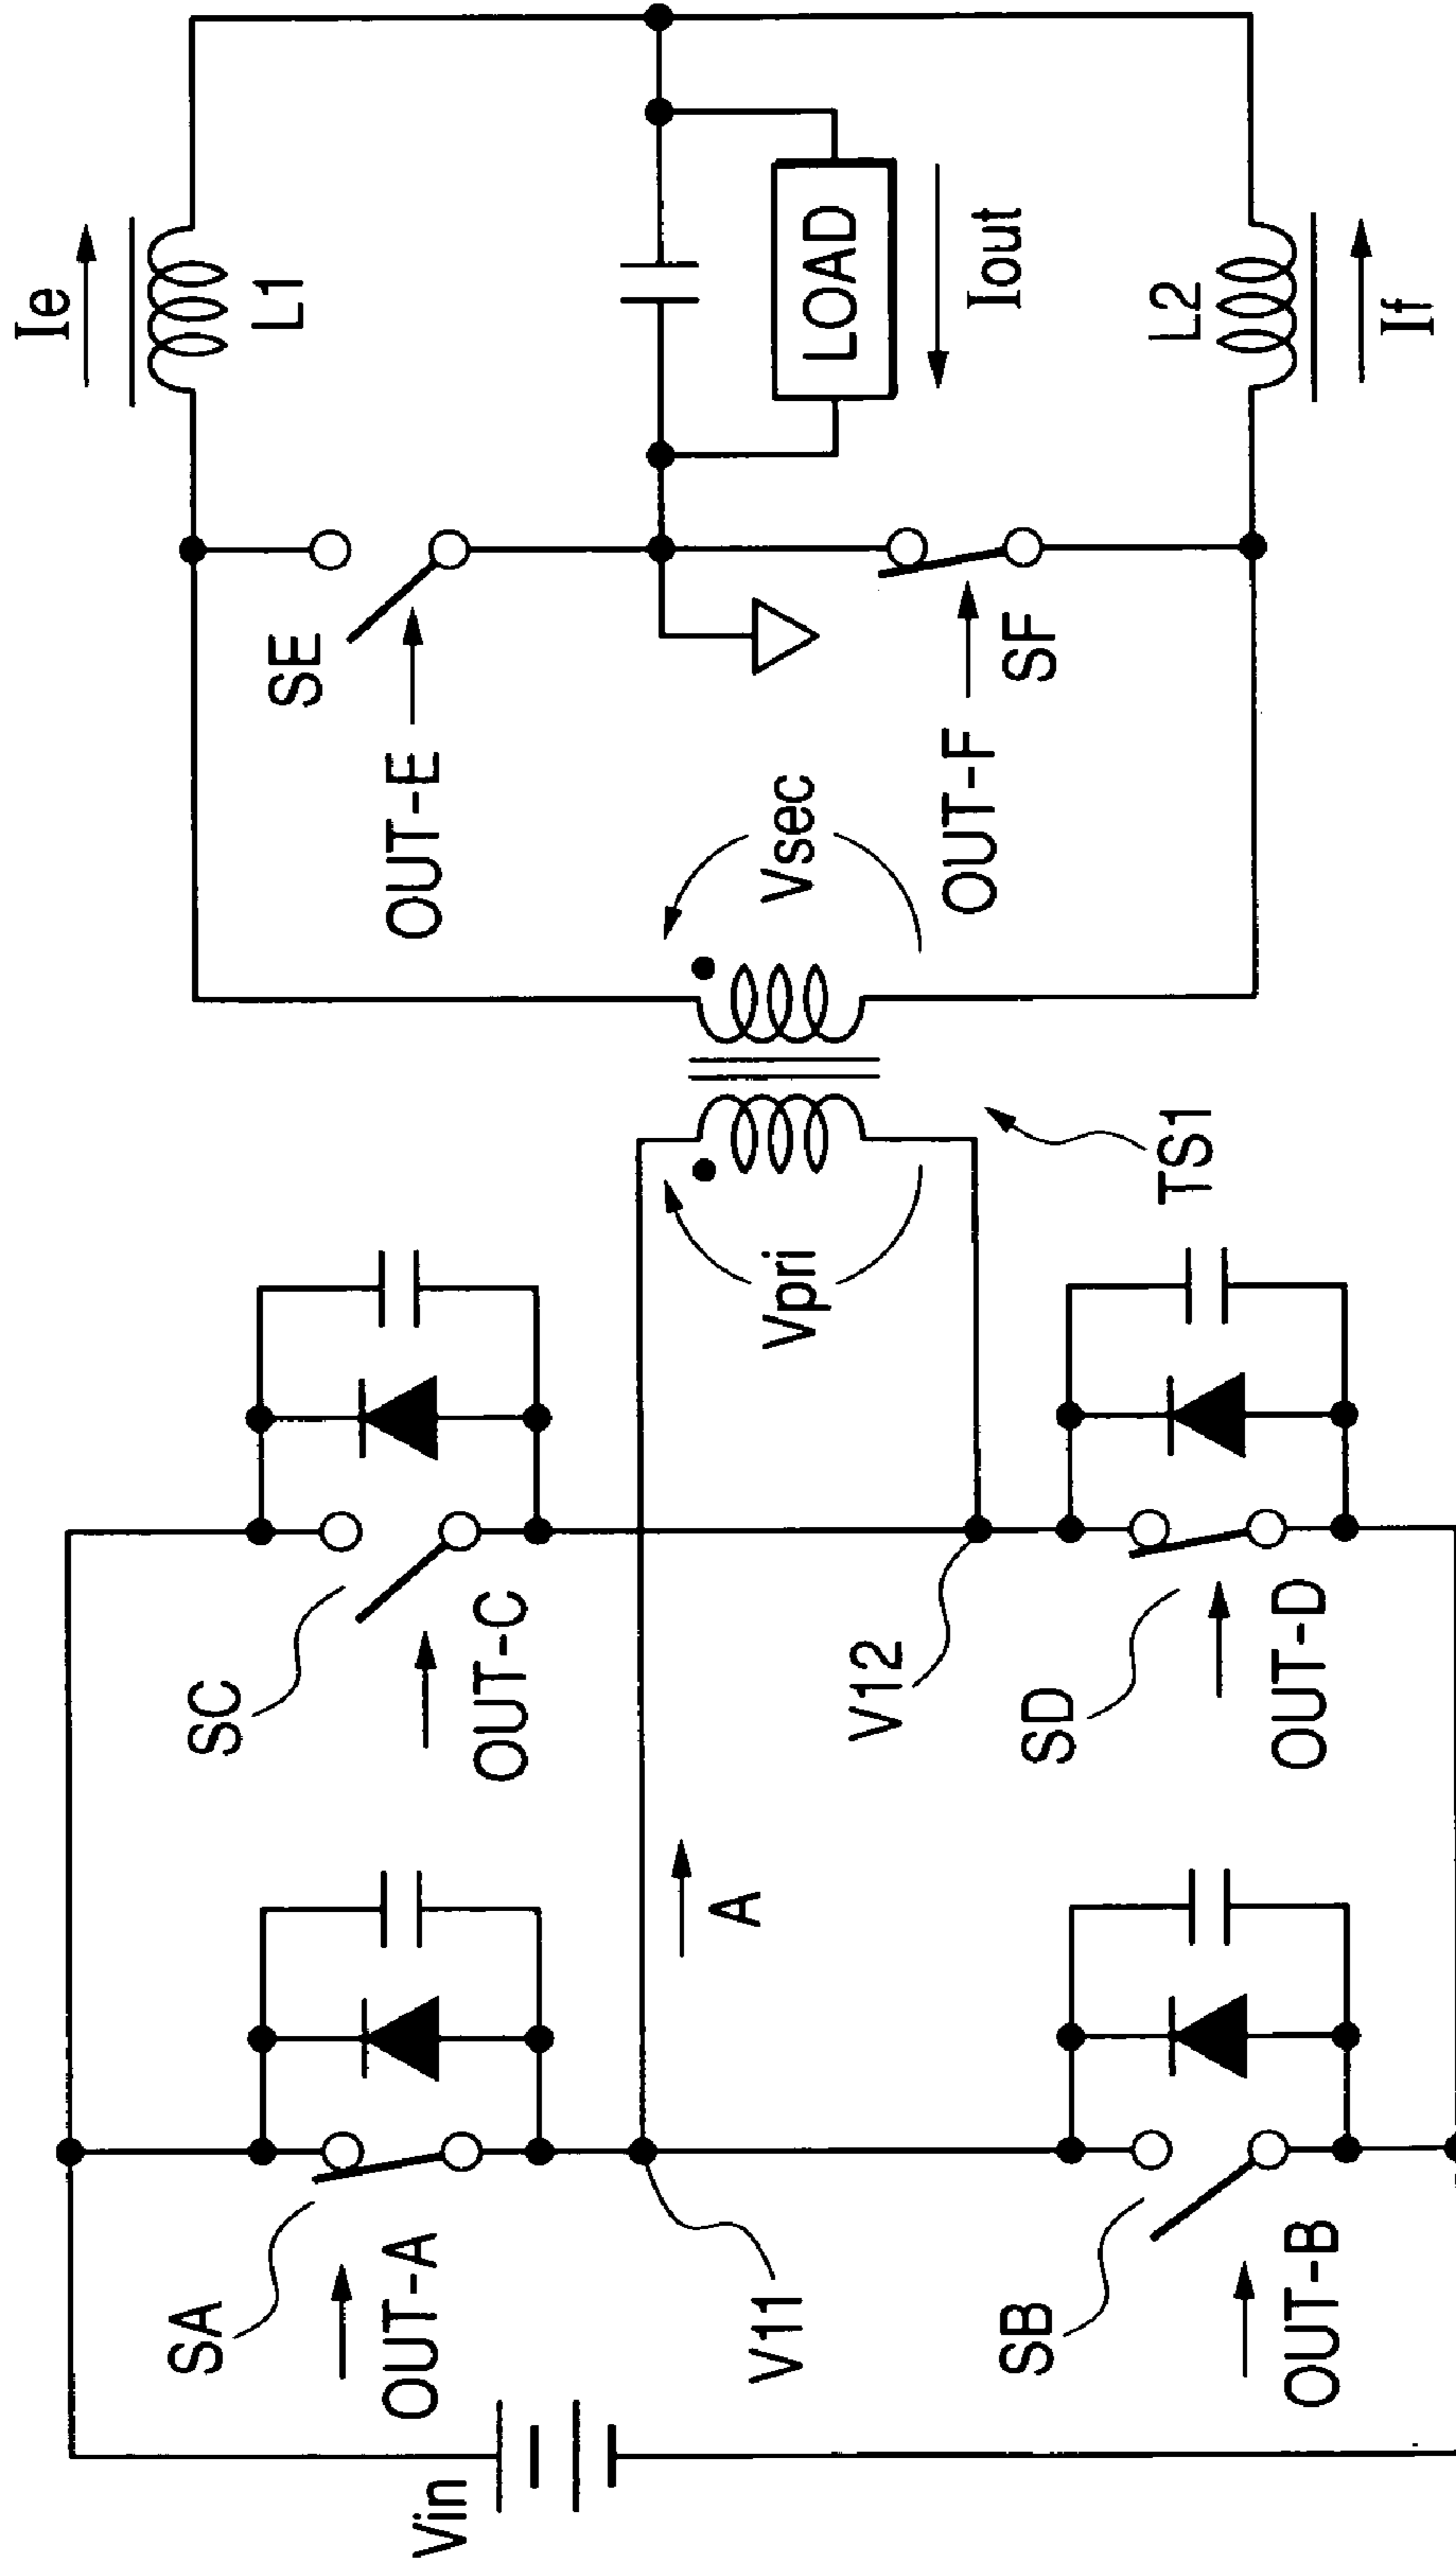 Ie
L1
LOAD
Iout
L2
If
SE
OUT-E
Vsec
OUT-F
SF
Vpri
TS1
SC
OUT-C
V12
SD
OUT-D
A
SA
OUT-A
V11
SB
OUT-B
Vin